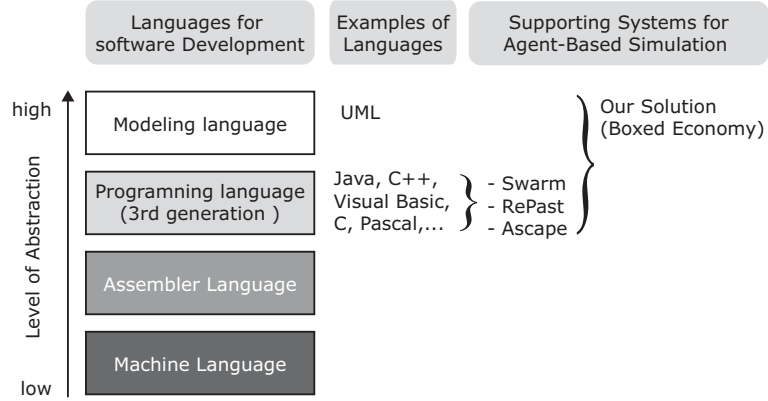 Languages for
software Development
Examples of
Languages
Supporting Systems for
Agent-Based Simulation
high
Level of Abstraction
low
Modeling language
UML
Our Solution
(Boxed Economy)
Progranning language
(3rd generation )
Java, C++,
Visual Basic,
C, Pascal,...
- Swarm
- RePast
- Ascape
Assembler Language
Machine Language